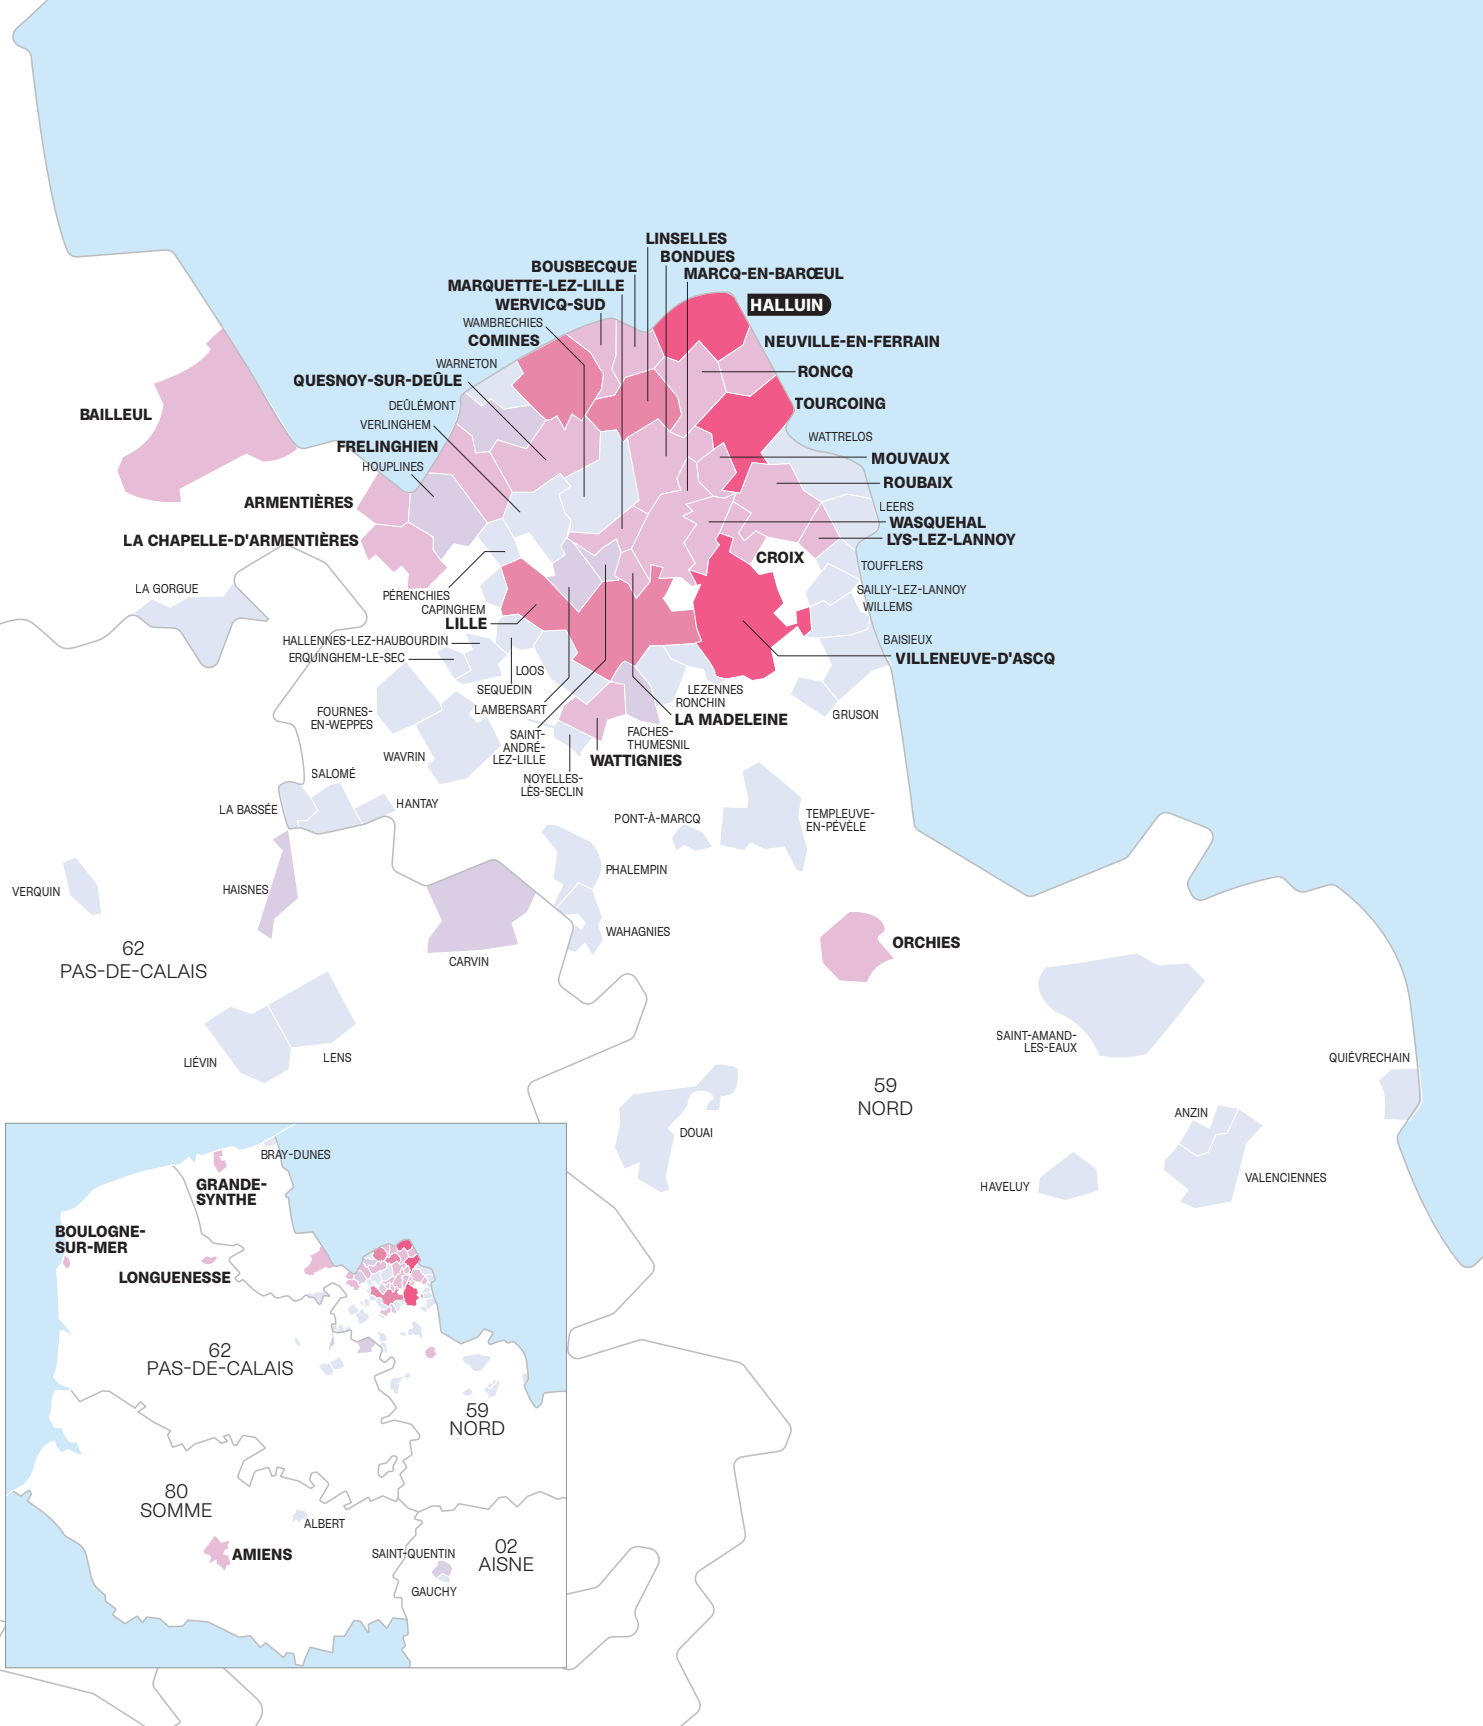 LINSELLES
BONDUES
BOUSBECQUE
MARCQ-EN-BARŒUL
MARQUETTE-LEZ-LILLE
WERVICQ-SUD
HALLUIN
WAMBRECHIES
COMINES
NEUVILLE-EN-FERRAIN
WARNETON
RONCQ
QUESNOY-SUR-DEÛLE
DEÛLÉMONT
TOURCOING
BAILLEUL
VERLINGHEM
WATTRELOS
FRELINGHIEN
MOUVAUX
HOUPLINES
ROUBAIX
ARMENTIÈRES
LEERS
WASQUEHAL
LA CHAPELLE-D'ARMENTIÈRES
LYS-LEZ-LANNOY
CROIX
TOUFFLERS
LA GORGUE
SAILLY-LEZ-LANNOY
PÉRENCHIES
WILLEMS
CAPINGHEM
LILLE
HALLENNES-LEZ-HAUBOURDIN
BAISIEUX
ERQUINGHEM-LE-SEC
VILLENEUVE-D'ASCQ
LOOS
SEQUEDIN
LEZENNES
RONCHIN
LAMBERSART
FOURNES-
EN-WEPPES
GRUSON
LA MADELEINE
SAINT-
ANDRÉ-
LEZ-LILLE
FACHES-
THUMESNIL
WAVRIN
WATTIGNIES
SALOMÉ
NOYELLES-
LÈS-SECLIN
LA BASSÉE
HANTAY
PONT-À-MARCQ
TEMPLEUVE-
EN-PÉVÈLE
PHALEMPIN
VERQUIN
HAISNES
WAHAGNIES
62
PAS-DE-CALAIS
CARVIN
ORCHIES
SAINT-AMAND-
LES-EAUX
LIÉVIN
LENS
QUIÉVRECHAIN
59
NORD
ANZIN
DOUAI
HAVELUY
VALENCIENNES
BRAY-DUNES
GRANDE-
SYNTHE
BOULOGNE-
SUR-MER
LONGUENESSE
62
PAS-DE-CALAIS
59
NORD
80
SOMME
ALBERT
AMIENS
SAINT-QUENTIN
02
AISNE
GAUCHY